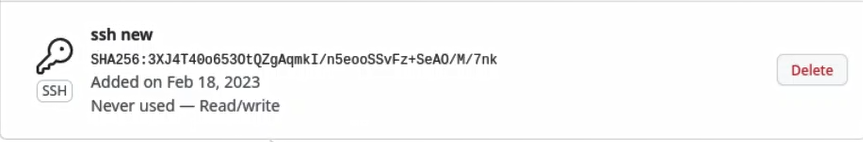 ssh new
SHA256:3XJ4T40o653OtQZgAqmkI/n5eooSSvFz+SeAO/M/7nk
SSH
Added on Feb 18, 2023
Never used — Read/write
Delete